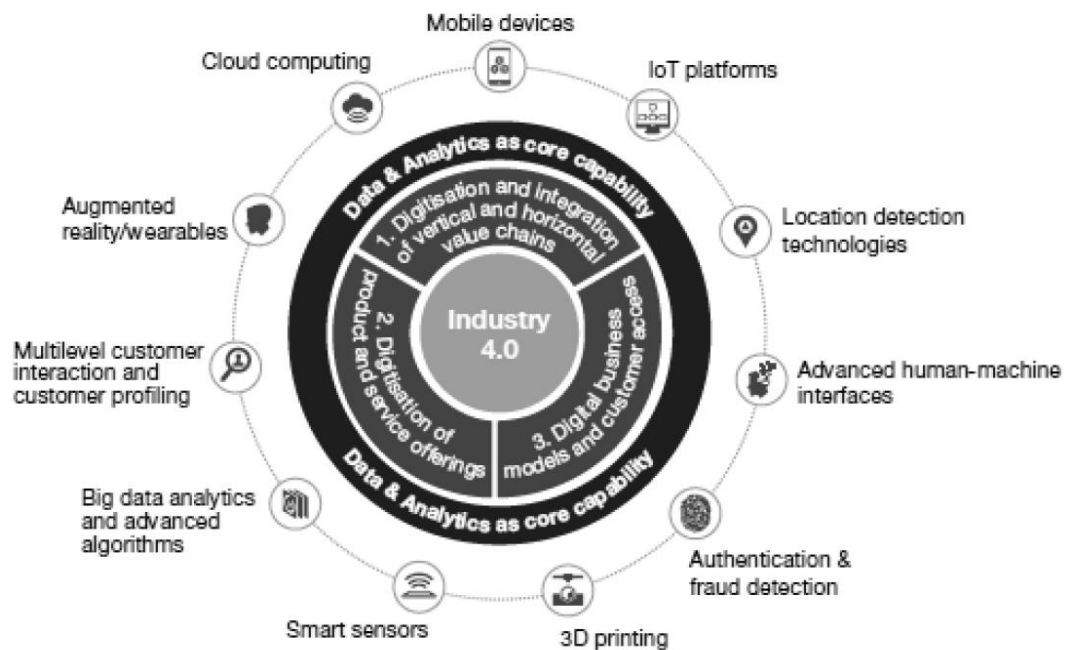 Mobile devices
Cloud computing
IoT platforms
Augmented
reality/wearables
Location detection
technologies
Multilevel customer
interaction and
customer profiling
Advanced human-machine
interfaces
Big data analytics
and advanced
algorithms
Authentication &
fraud detection
Smart sensors
3D printing
Data & Analytics as core capability
1. Digitisation and integration
of vertical and horizontal
value chains
2. Digitisation of
product and service offerings
3. Digital business
models and customer access
Industry
4.0
Data & Analytics as core capability